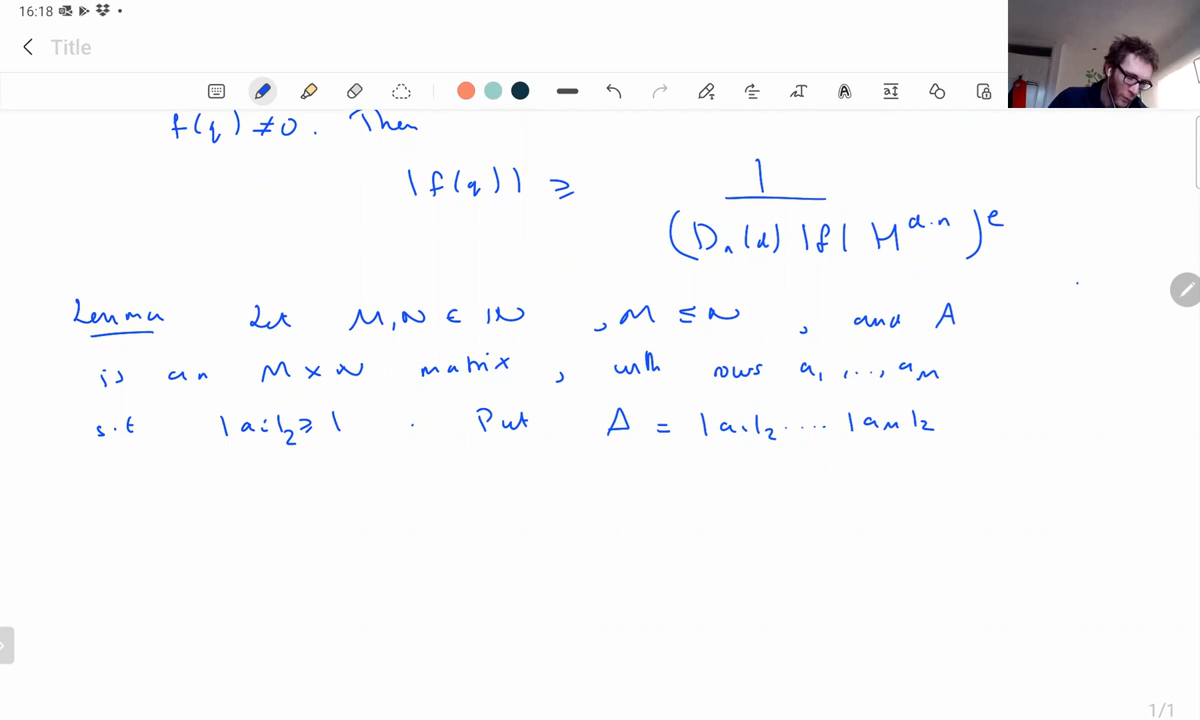 16:18
Title
f(q) ≠ 0. Then
|f(q)| ≥ 1 / (D_n(d) |f| H^{d·n})^e
Lemma Let M, N ∈ ℕ, M ≤ N, and A
is an M × N matrix, with rows a_1, ..., a_M
s.t |a_i|_2 ≥ 1. Put Δ = |a_1|_2 .... |a_M|_2
1/1